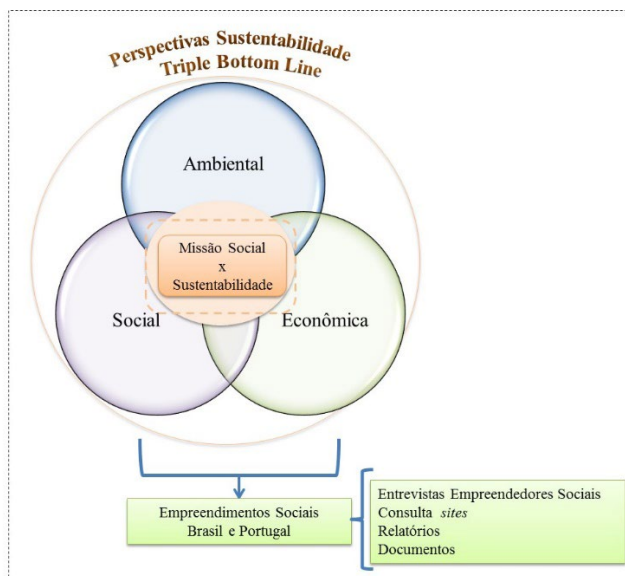 Perspectivas Sustentabilidade
Triple Bottom Line
Ambiental
Missão Social
x
Sustentabilidade
Social
Econômica
Empreendimentos Sociais
Brasil e Portugal
Entrevistas Empreendedores Sociais
Consulta sites
Relatórios
Documentos